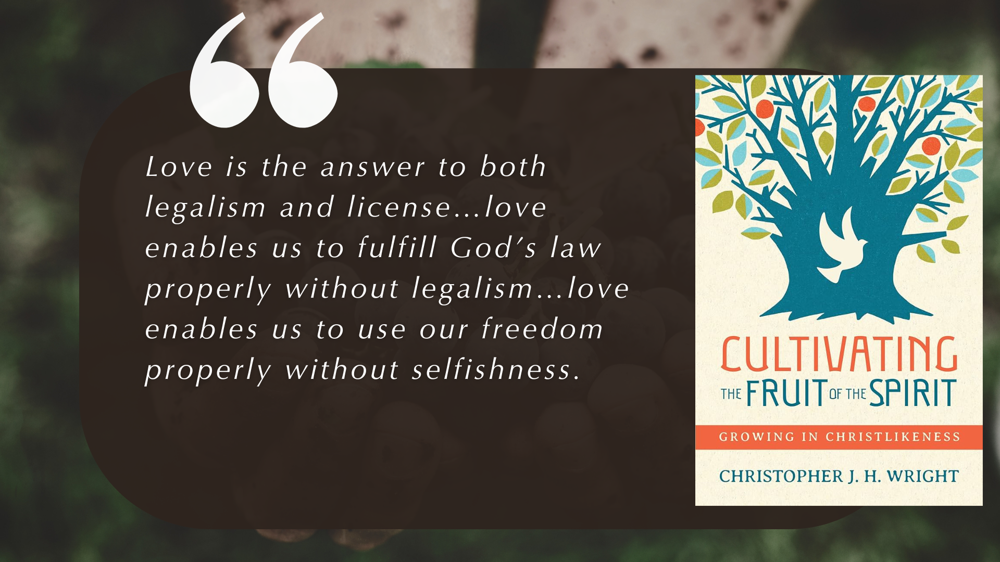 “
Love is the answer to both
legalism and license...love
enables us to fulfill God’s law
properly without legalism...love
enables us to use our freedom
properly without selfishness.
CULTIVATING
THE FRUIT OF THE SPIRIT
GROWING IN CHRISTLIKENESS
CHRISTOPHER J. H. WRIGHT